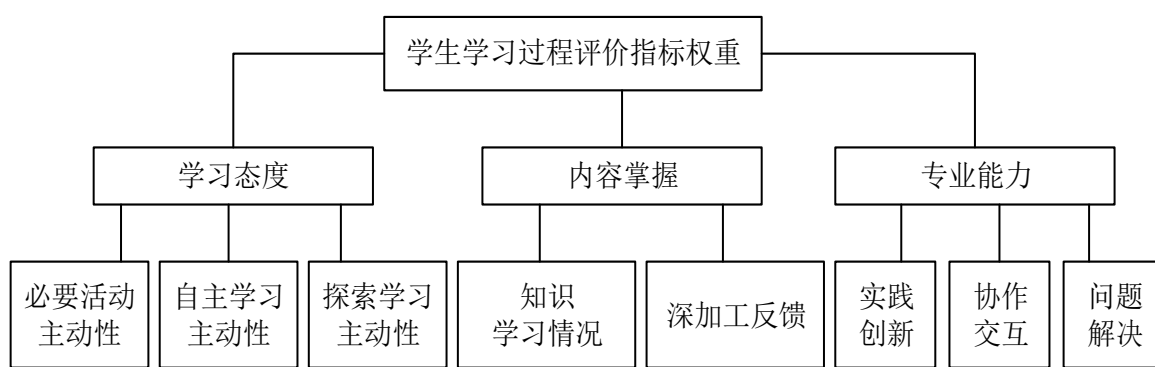 学生学习过程评价指标权重
学习态度
内容掌握
专业能力
必要活动
主动性
自主学习
主动性
探索学习
主动性
知识
学习情况
深加工反馈
实践
创新
协作
交互
问题
解决